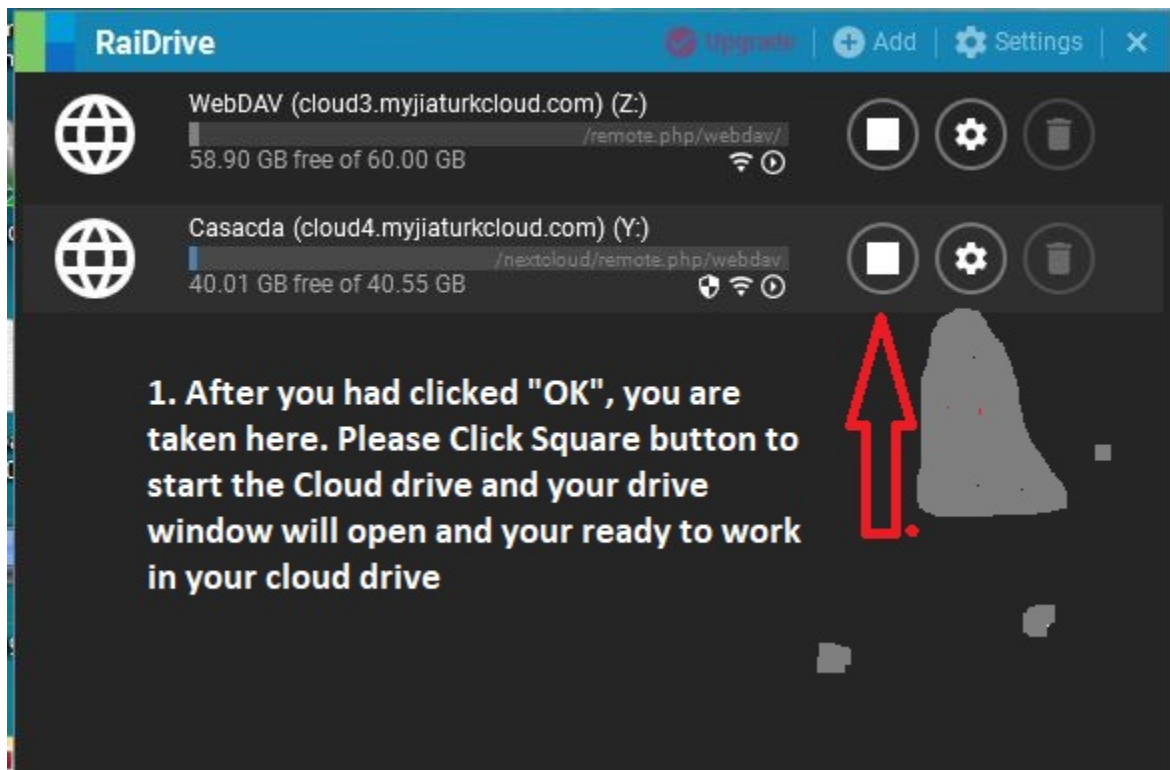 RaiDrive
Upgrade | Add | Settings | ×
WebDAV (cloud3.myjiaturkcloud.com) (Z:)
/remote.php/webdav/
58.90 GB free of 60.00 GB
Casacda (cloud4.myjiaturkcloud.com) (Y:)
/nextcloud/remote.php/webdav
40.01 GB free of 40.55 GB
1. After you had clicked "OK", you are
taken here. Please Click Square button to
start the Cloud drive and your drive
window will open and your ready to work
in your cloud drive